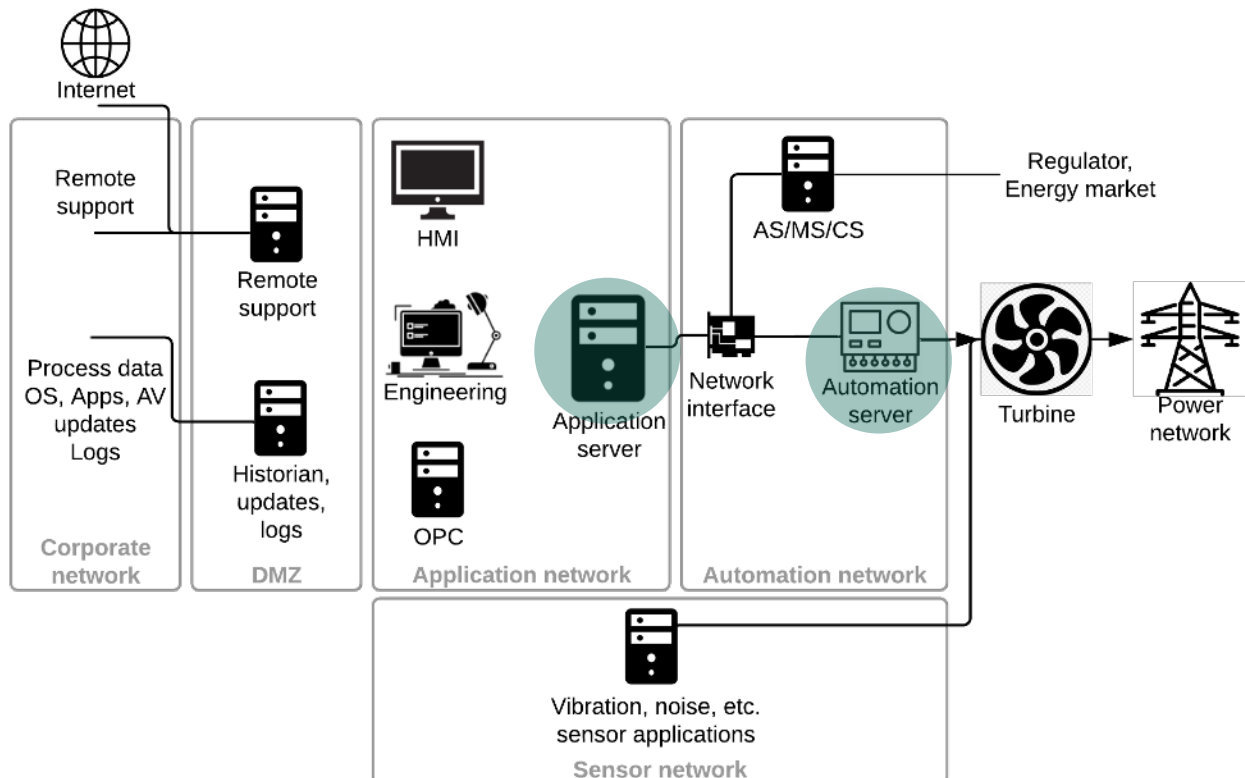 Internet
Remote
support
Process data
OS, Apps, AV
updates
Logs
Corporate
network
Remote
support
Historian,
updates,
logs
DMZ
HMI
Engineering
OPC
Application
server
Application network
AS/MS/CS
Network
interface
Automation
server
Automation network
Regulator,
Energy market
Turbine
Power
network
Vibration, noise, etc.
sensor applications
Sensor network